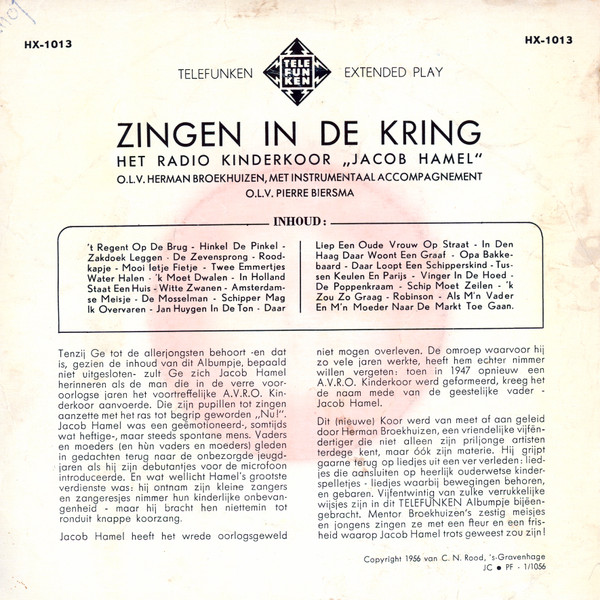 HX-1013
HX-1013
TELEFUNKEN TELE FUN KEN EXTENDED PLAY
ZINGEN IN DE KRING
HET RADIO KINDERKOOR „JACOB HAMEL"
O.L.V. HERMAN BROEKHUIZEN, MET INSTRUMENTAAL ACCOMPAGNEMENT
O.L.V. PIERRE BIERSMA
INHOUD:
't Regent Op De Brug - Hinkel De Pinkel -
Zakdoek Leggen - De Zevensprong - Rood-
kapje - Mooi Ietje Fietje - Twee Emmertjes
Water Halen - 'k Moet Dwalen - In Holland
Staat Een Huis - Witte Zwanen - Amsterdam-
se Meisje - De Mosselman - Schipper Mag
Ik Overvaren - Jan Huygen In De Ton - Daar
Liep Een Oude Vrouw Op Straat - In Den
Haag Daar Woont Een Graaf - Opa Bakke-
baard - Daar Loopt Een Schipperskind - Tus-
sen Keulen En Parijs - Vinger In De Hoed -
De Poppenkraam - Schip Moet Zeilen - 'k
Zou Zo Graag - Robinson - Als M'n Vader
En M'n Moeder Naar De Markt Toe Gaan.
Tenzij Ge tot de allerjongsten behoort -en dat
is, gezien de inhoud van dit Albumpje, bepaald
niet uitgesloten- zult Ge zich Jacob Hamel
herinneren als de man die in de verre voor-
oorlogse jaren het voortreffelijke A.V.R.O. Kin-
derkoor aanvoerde. Die zijn pupillen tot zingen
aanzette met het ras tot begrip geworden „Nu!".
Jacob Hamel was een geëmotioneerd-, somtijds
wat heftige-, maar steeds spontane mens. Vaders
en moeders (en hùn vaders en moeders) gleden
in gedachten terug naar de onbezorgde jeugd-
jaren als hij zijn debutantjes voor de microfoon
introduceerde. En wat wellicht Hamel's grootste
verdienste was: hij ontnam zijn kleine zangers
en zangeresjes nimmer hun kinderlijke onbevan-
genheid - maar hij bracht hen niettemin tot
ronduit knappe koorzang.
Jacob Hamel heeft het wrede oorlogsgeweld
niet mogen overleven. De omroep waarvoor hij
zo vele jaren werkte, heeft hem echter nimmer
willen vergeten: toen in 1947 opnieuw een
A.V.R.O. Kinderkoor werd geformeerd, kreeg het
de naam mede van de geestelijke vader -
Jacob Hamel.
Dit (nieuwe) Koor werd van meet af aan geleid
door Herman Broekhuizen, een vriendelijke vijfën-
dertiger die niet alleen zijn priljonge artisten
terdege kent, maar óók zijn materie. Hij grijpt
gaarne terug op liedjes uit een ver verleden: lied-
jes die aansluiten op heerlijk ouderwetse kinder-
spelletjes - liedjes waarbij bewegingen behoren,
en gebaren. Vijfentwintig van zulke verrukkelijke
wijsjes zijn in dit TELEFUNKEN Albumpje bijéén-
gebracht. Mentor Broekhuizen's zestig meisjes
en jongens zingen ze met een fleur en een fris-
heid waarop Jacob Hamel trots geweest zou zijn!
Copyright 1956 van C. N. Rood, 's-Gravenhage
JC ● PF - 1/1056